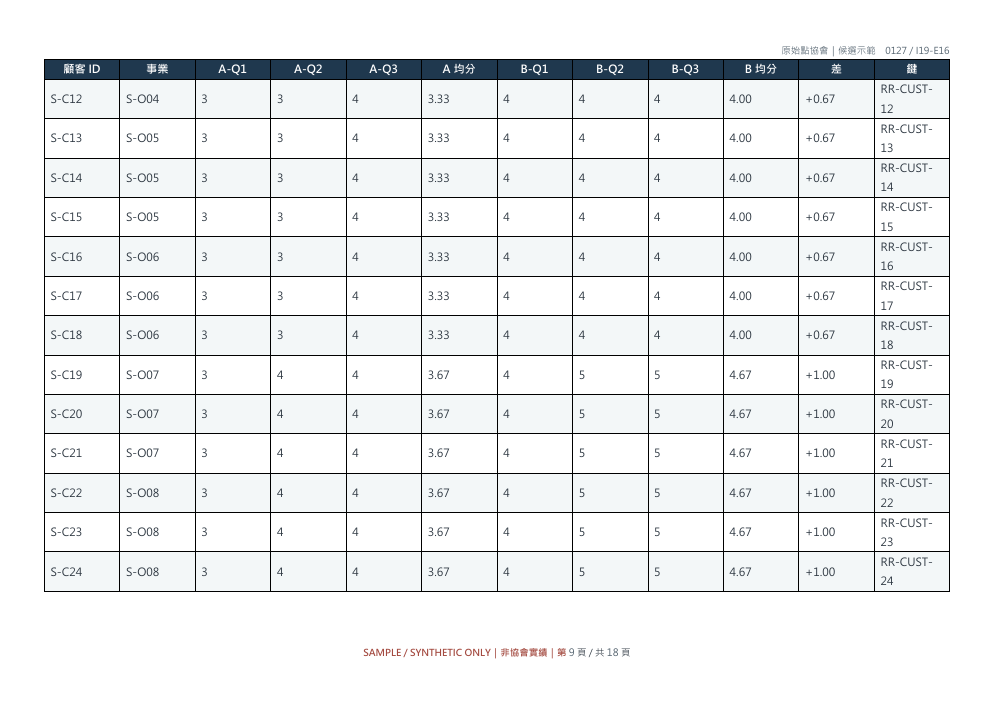 原始點協會 | 候選示範 0127 / I19-E16
顧客 ID 事業 A-Q1 A-Q2 A-Q3 A 均分 B-Q1 B-Q2 B-Q3 B 均分 差 鍵
S-C12 S-O04 3 3 4 3.33 4 4 4 4.00 +0.67 RR-CUST-
12
S-C13 S-O05 3 3 4 3.33 4 4 4 4.00 +0.67 RR-CUST-
13
S-C14 S-O05 3 3 4 3.33 4 4 4 4.00 +0.67 RR-CUST-
14
S-C15 S-O05 3 3 4 3.33 4 4 4 4.00 +0.67 RR-CUST-
15
S-C16 S-O06 3 3 4 3.33 4 4 4 4.00 +0.67 RR-CUST-
16
S-C17 S-O06 3 3 4 3.33 4 4 4 4.00 +0.67 RR-CUST-
17
S-C18 S-O06 3 3 4 3.33 4 4 4 4.00 +0.67 RR-CUST-
18
S-C19 S-O07 3 4 4 3.67 4 5 5 4.67 +1.00 RR-CUST-
19
S-C20 S-O07 3 4 4 3.67 4 5 5 4.67 +1.00 RR-CUST-
20
S-C21 S-O07 3 4 4 3.67 4 5 5 4.67 +1.00 RR-CUST-
21
S-C22 S-O08 3 4 4 3.67 4 5 5 4.67 +1.00 RR-CUST-
22
S-C23 S-O08 3 4 4 3.67 4 5 5 4.67 +1.00 RR-CUST-
23
S-C24 S-O08 3 4 4 3.67 4 5 5 4.67 +1.00 RR-CUST-
24
SAMPLE / SYNTHETIC ONLY | 非協會實績 | 第 9 頁 / 共 18 頁